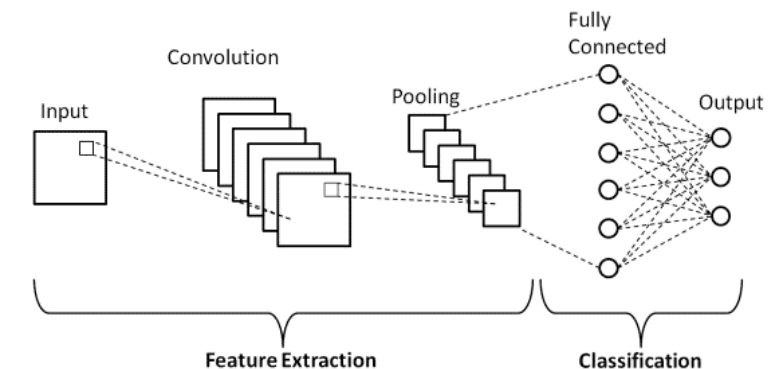 Input
Convolution
Pooling
Fully
Connected
Output
Feature Extraction
Classification